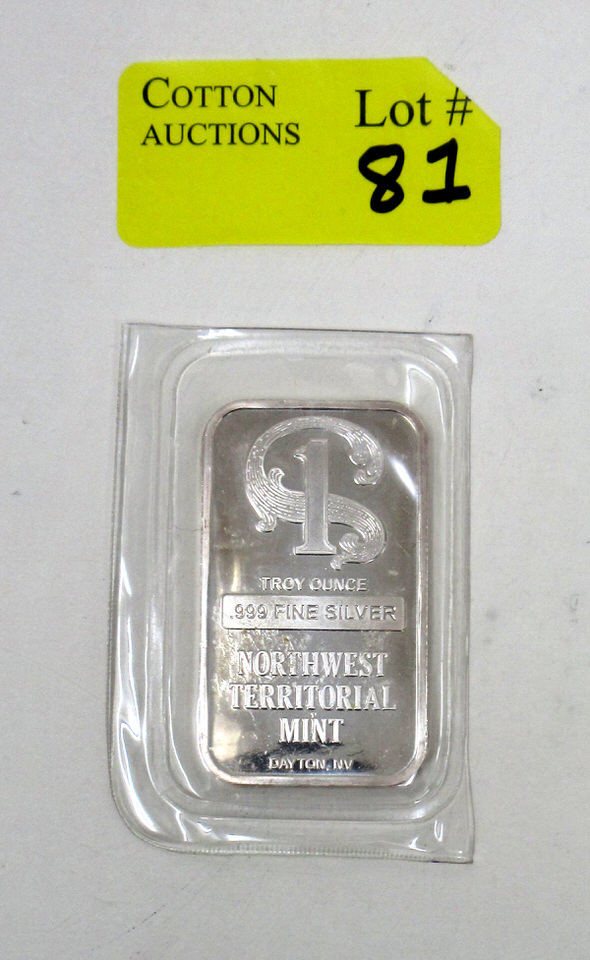 COTTON
AUCTIONS
Lot #
81
1
TROY OUNCE
.999 FINE SILVER
NORTHWEST
TERRITORIAL
MINT
DAYTON, NV